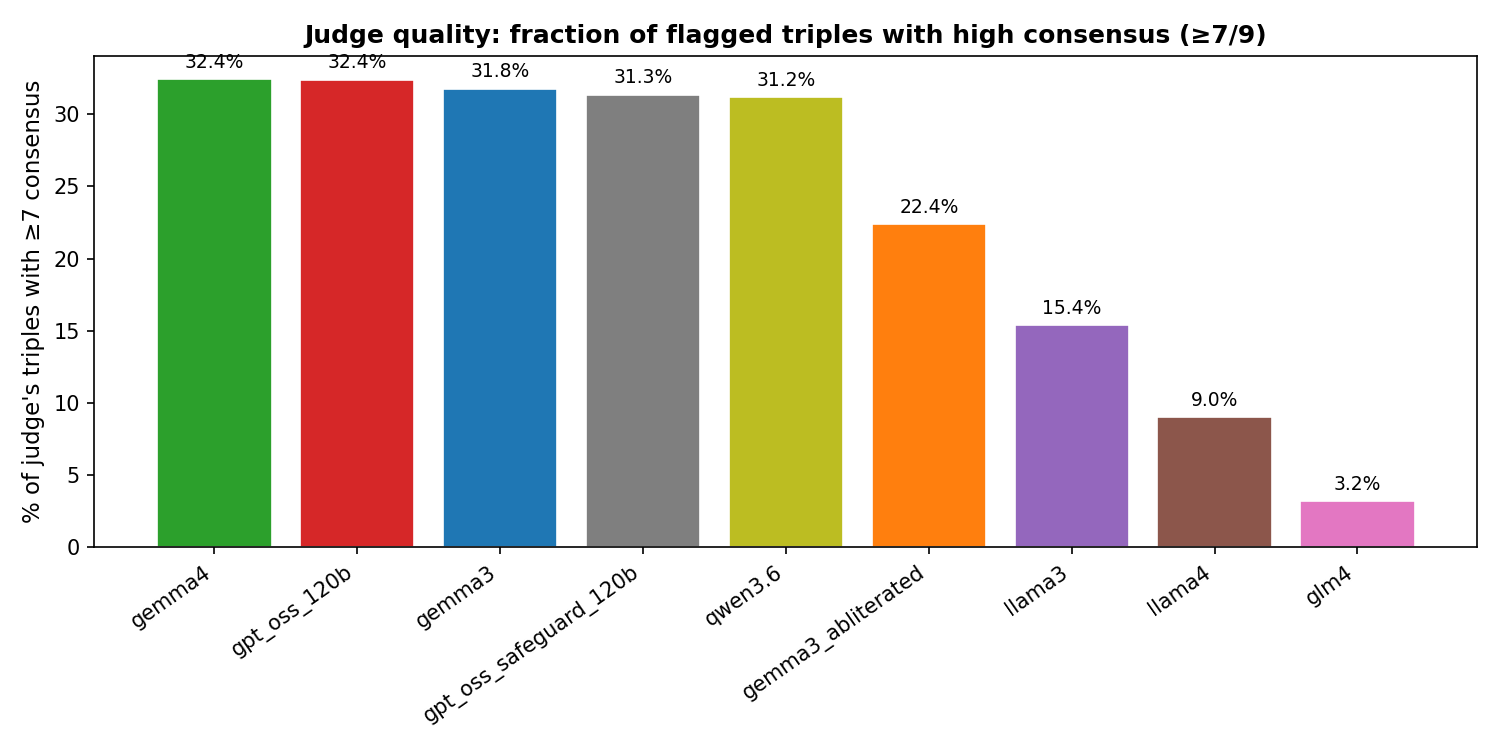 Judge quality: fraction of flagged triples with high consensus (≥7/9)
% of judge's triples with ≥7 consensus
30
25
20
15
10
5
0
32.4%
32.4%
31.8%
31.3%
31.2%
22.4%
15.4%
9.0%
3.2%
gemma4
gpt_oss_120b
gemma3
gpt_oss_safeguard_120b
qwen3.6
gemma3_abliterated
llama3
llama4
glm4